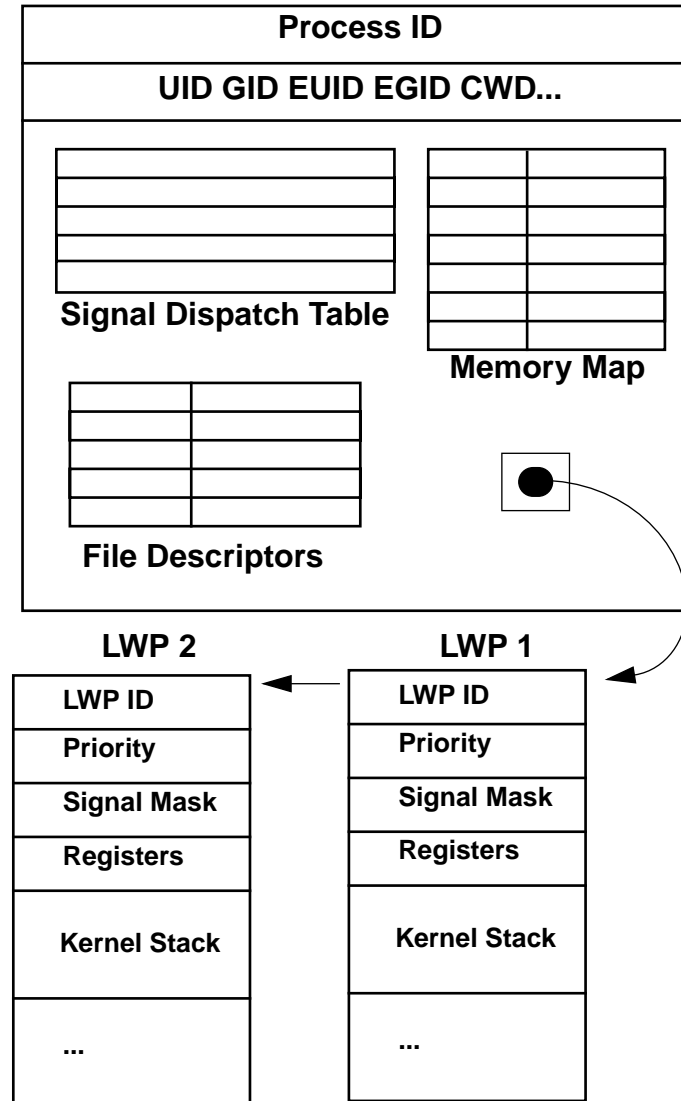 Process ID
UID GID EUID EGID CWD...
Signal Dispatch Table
Memory Map
File Descriptors
LWP 2
LWP 1
LWP ID
Priority
Signal Mask
Registers
Kernel Stack
...
LWP ID
Priority
Signal Mask
Registers
Kernel Stack
...